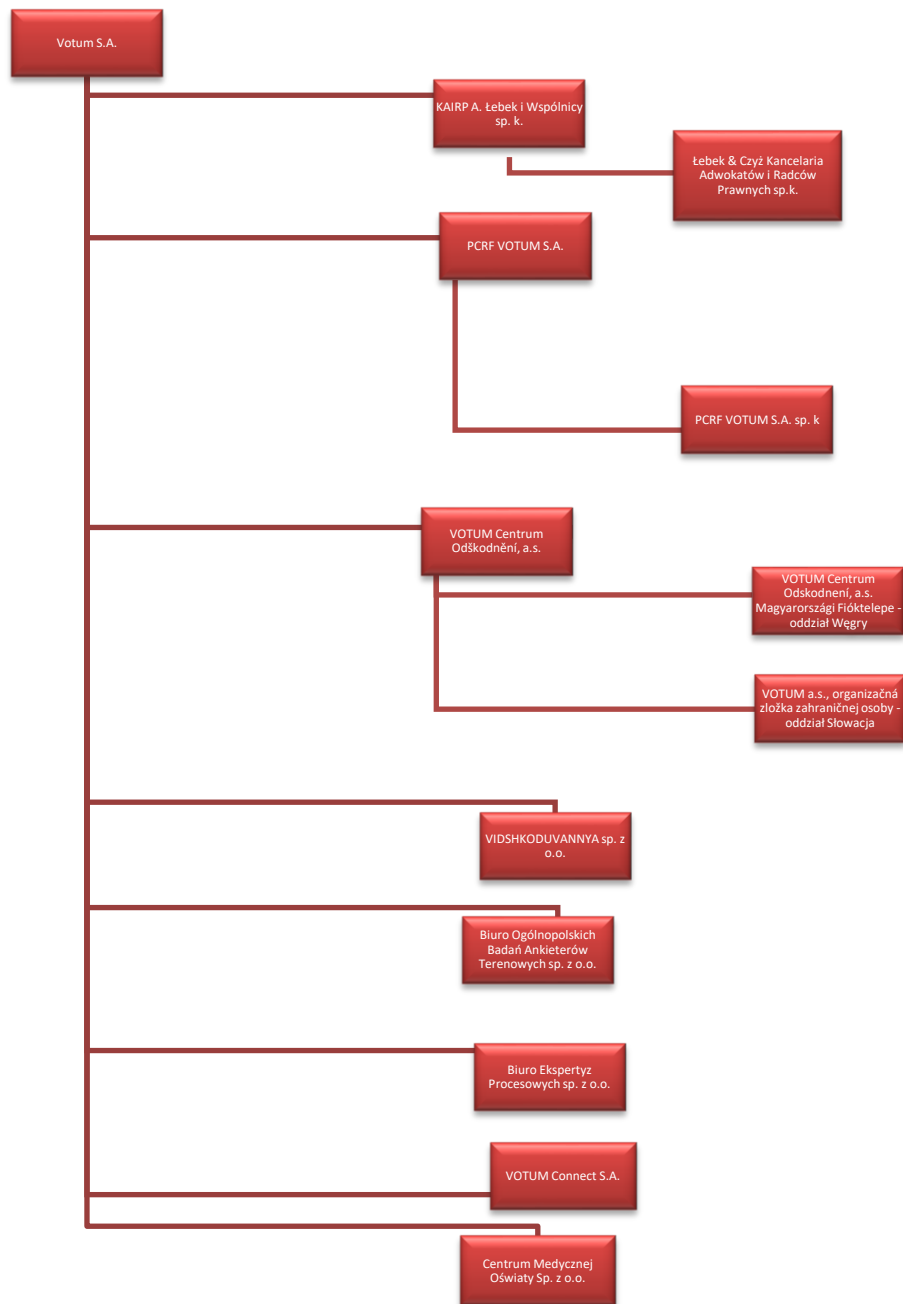 Votum S.A.
KAIRP A. Łebek i Wspólnicy
sp. k.
Łebek & Czyż Kancelaria
Adwokatów i Radców
Prawnych sp.k.
PCRF VOTUM S.A.
PCRF VOTUM S.A. sp. k
VOTUM Centrum
Odškodnění, a.s.
VOTUM Centrum
Odskodnení, a.s.
Magyarországi Fióktelepe -
oddział Węgry
VOTUM a.s., organizačná
zložka zahraničnej osoby -
oddział Słowacja
VIDSHKODUVANNYA sp. z
o.o.
Biuro Ogólnopolskich
Badań Ankieterów
Terenowych sp. z o.o.
Biuro Ekspertyz
Procesowych sp. z o.o.
VOTUM Connect S.A.
Centrum Medycznej
Oświaty Sp. z o.o.